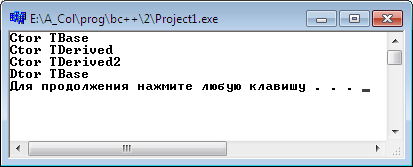 E:\A_Col\prog\bc++\2\Project1.exe
Ctor TBase
Ctor TDerived
Ctor TDerived2
Dtor TBase
Для продолжения нажмите любую клавишу . . . _